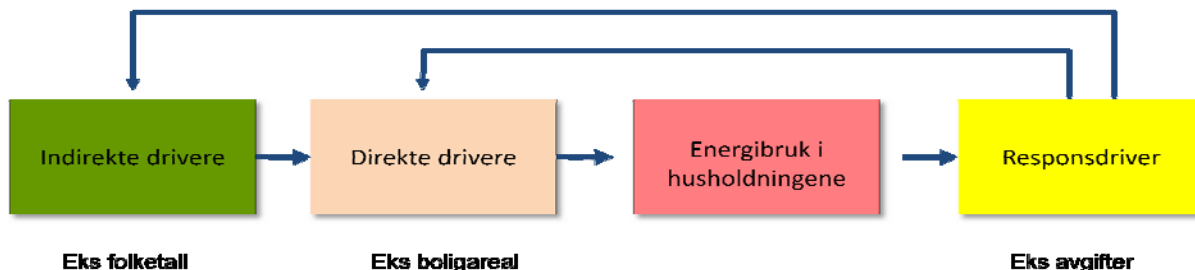 Indirekte drivere
Direkte drivere
Energibruk i
husholdningene
Responsdriver
Eks folketall
Eks boligareal
Eks avgifter